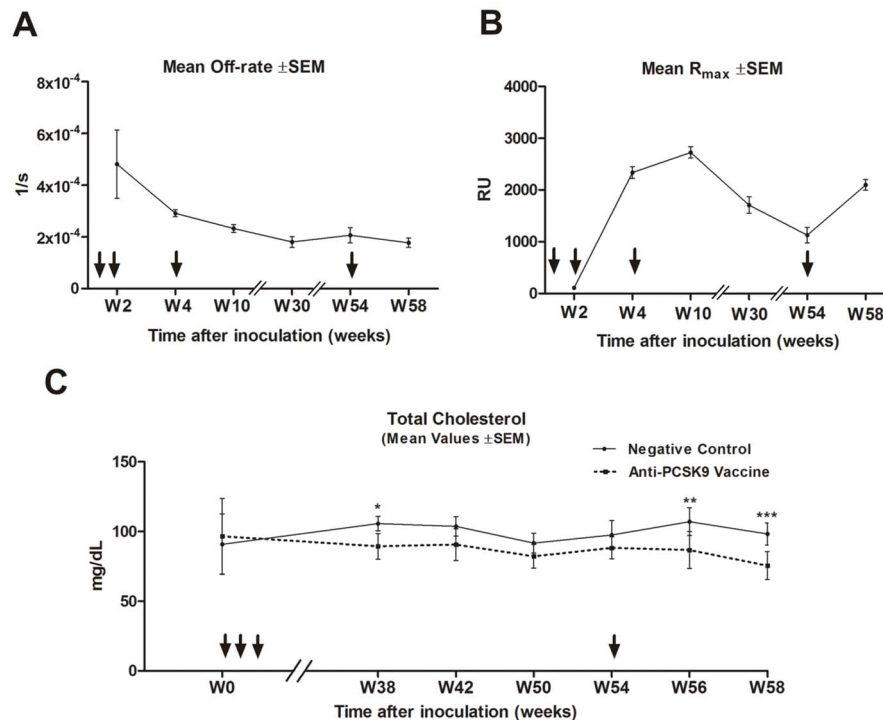 A
Mean Off-rate ±SEM
8x10-4
6x10-4
4x10-4
2x10-4
0
1/s
W2 W4 W10 W30 W54 W58
Time after inoculation (weeks)
B
Mean Rmax ±SEM
4000
3000
2000
1000
0
RU
W2 W4 W10 W30 W54 W58
Time after inoculation (weeks)
C
Total Cholesterol
(Mean Values ±SEM)
Negative Control
Anti-PCSK9 Vaccine
150
100
50
0
mg/dL
* ** ***
W0 W38 W42 W50 W54 W56 W58
Time after inoculation (weeks)